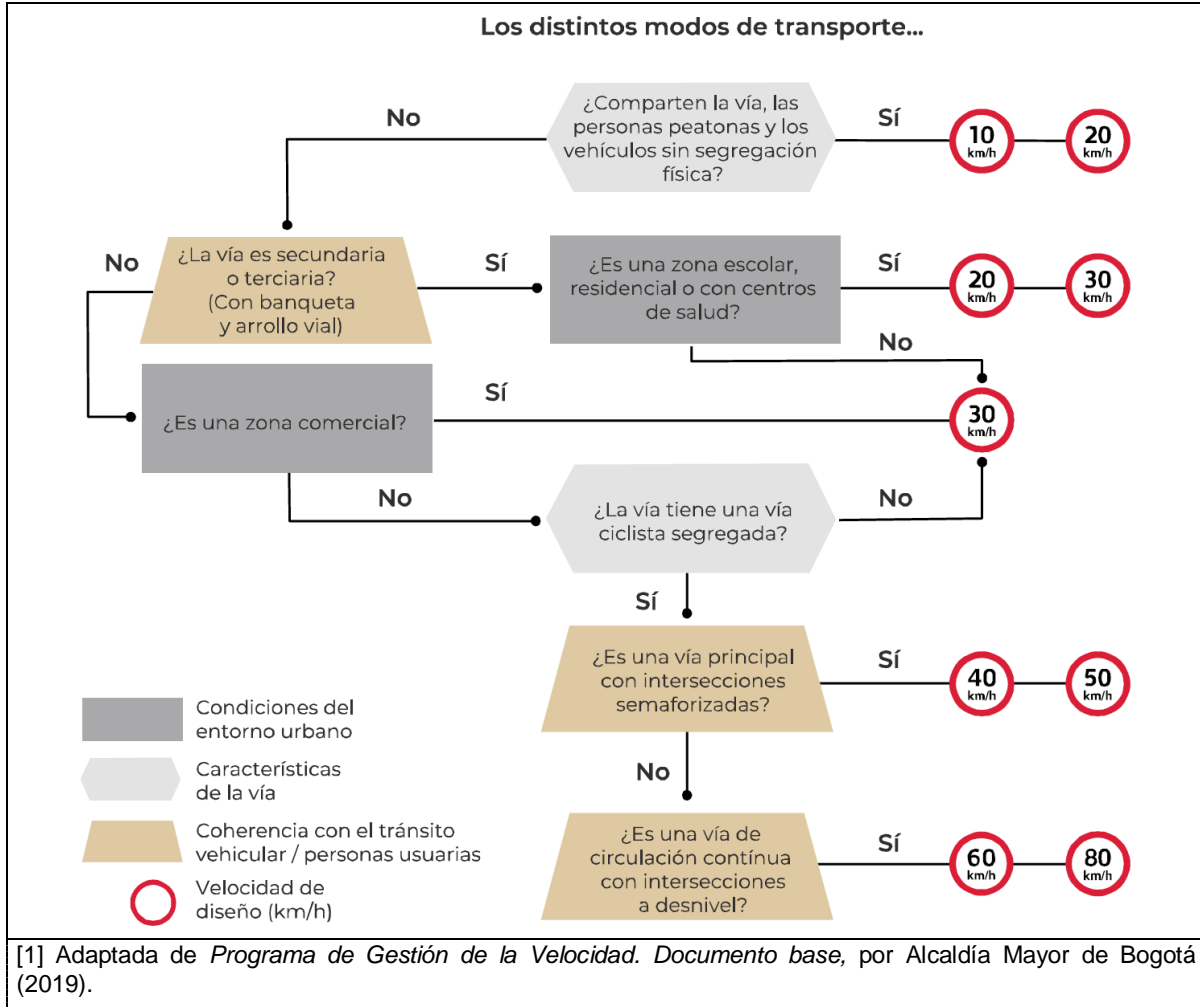 Los distintos modos de transporte...
¿Comparten la vía, las
personas peatonas y los
vehículos sin segregación
física?
No
Sí
10
km/h
20
km/h
¿La vía es secundaria
o terciaria?
(Con banqueta
y arrollo vial)
No
Sí
¿Es una zona escolar,
residencial o con centros
de salud?
Sí
20
km/h
30
km/h
No
¿Es una zona comercial?
Sí
30
km/h
No
¿La vía tiene una vía
ciclista segregada?
No
Sí
¿Es una vía principal
con intersecciones
semaforizadas?
Sí
40
km/h
50
km/h
No
¿Es una vía de
circulación contínua
con intersecciones
a desnivel?
Sí
60
km/h
80
km/h
Condiciones del
entorno urbano
Características
de la vía
Coherencia con el tránsito
vehicular / personas usuarias
Velocidad de
diseño (km/h)
[1] Adaptada de Programa de Gestión de la Velocidad. Documento base, por Alcaldía Mayor de Bogotá
(2019).